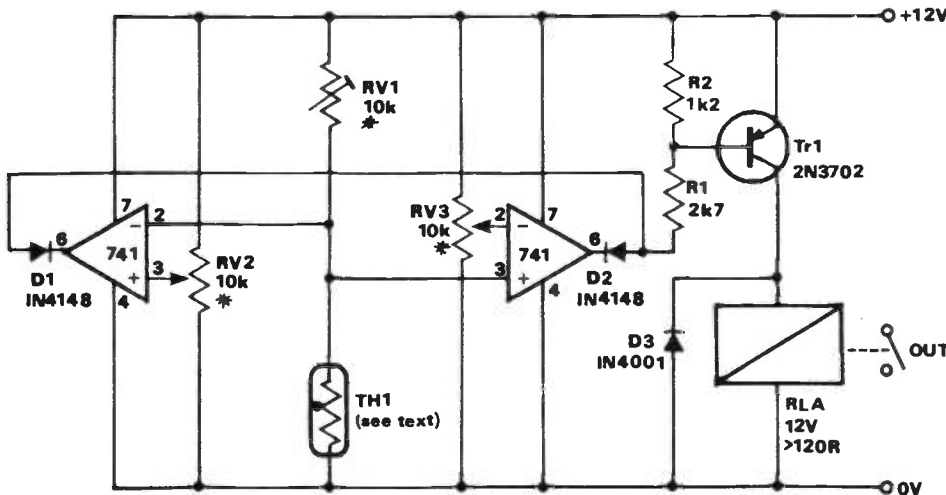 +12V
RV1
10k
*
R2
1k2
Tr1
2N3702
R1
2k7
7
2
-
6
741
3
+
4
D1
IN4148
RV2
10k
*
RV3
10k
*
2
-
7
741
6
3
+
4
D2
IN4148
D3
IN4001
OUT
RLA
12V
>120R
TH1
(see text)
0V